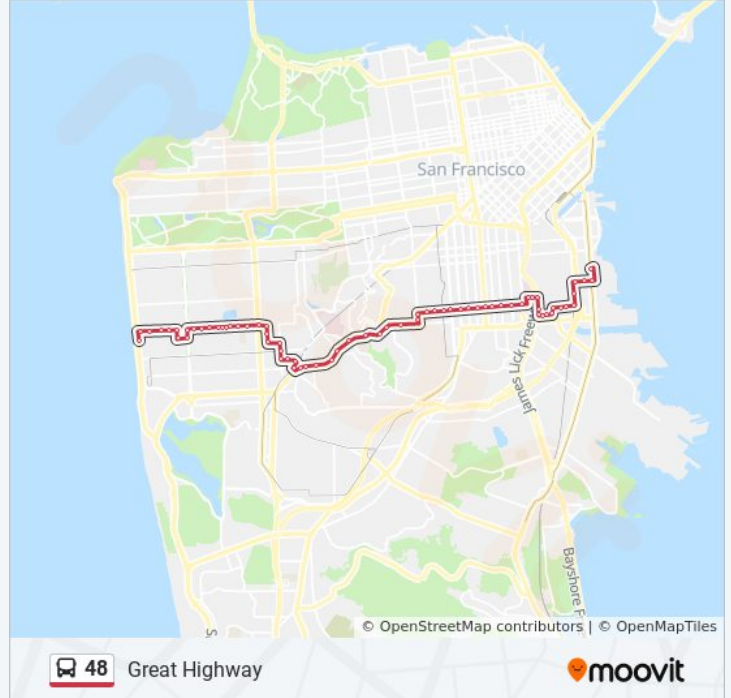 San Francisco
James Lick Freew
Bayshore F
S
© OpenStreetMap contributors | © OpenMapTiles
48
Great Highway
moovit